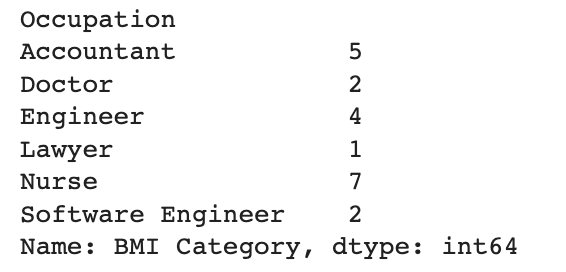 Occupation
Accountant 5
Doctor 2
Engineer 4
Lawyer 1
Nurse 7
Software Engineer 2
Name: BMI Category, dtype: int64